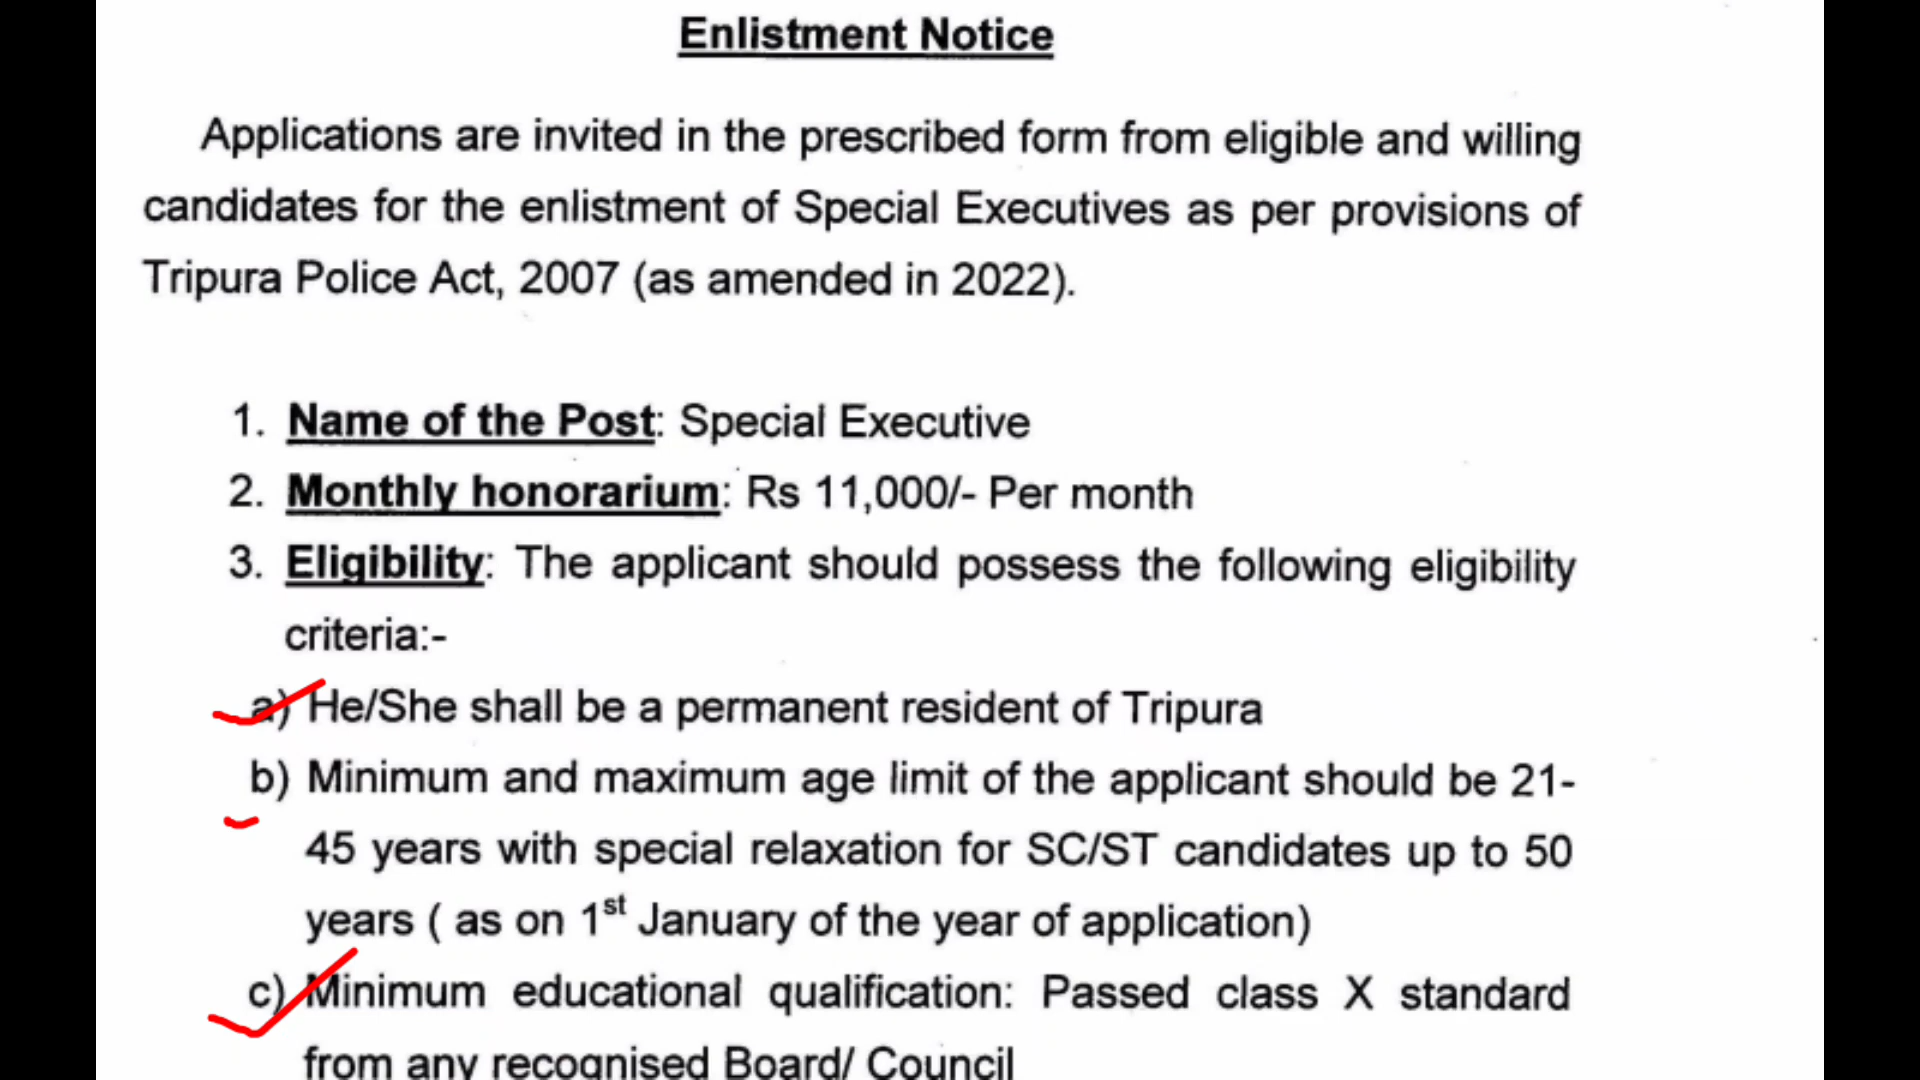 Enlistment Notice
Applications are invited in the prescribed form from eligible and willing
candidates for the enlistment of Special Executives as per provisions of
Tripura Police Act, 2007 (as amended in 2022).
1. Name of the Post: Special Executive
2. Monthly honorarium: Rs 11,000/- Per month
3. Eligibility: The applicant should possess the following eligibility
criteria:-
a) He/She shall be a permanent resident of Tripura
b) Minimum and maximum age limit of the applicant should be 21-
45 years with special relaxation for SC/ST candidates up to 50
years ( as on 1st January of the year of application)
c) Minimum educational qualification: Passed class X standard
from any recognised Board/ Council